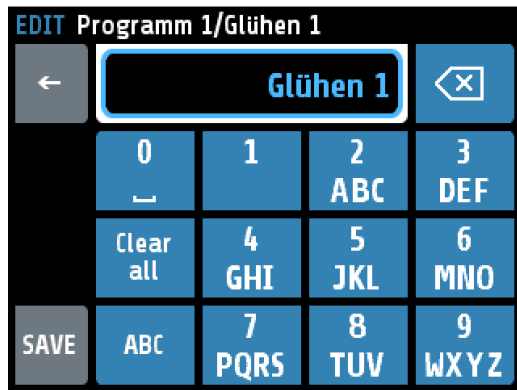 EDIT Programm 1/Glühen 1
← Glühen 1
0 1 2 3
␣ ABC DEF
Clear all 4 5 6
GHI JKL MNO
SAVE ABC 7 8 9
PQRS TUV WXYZ